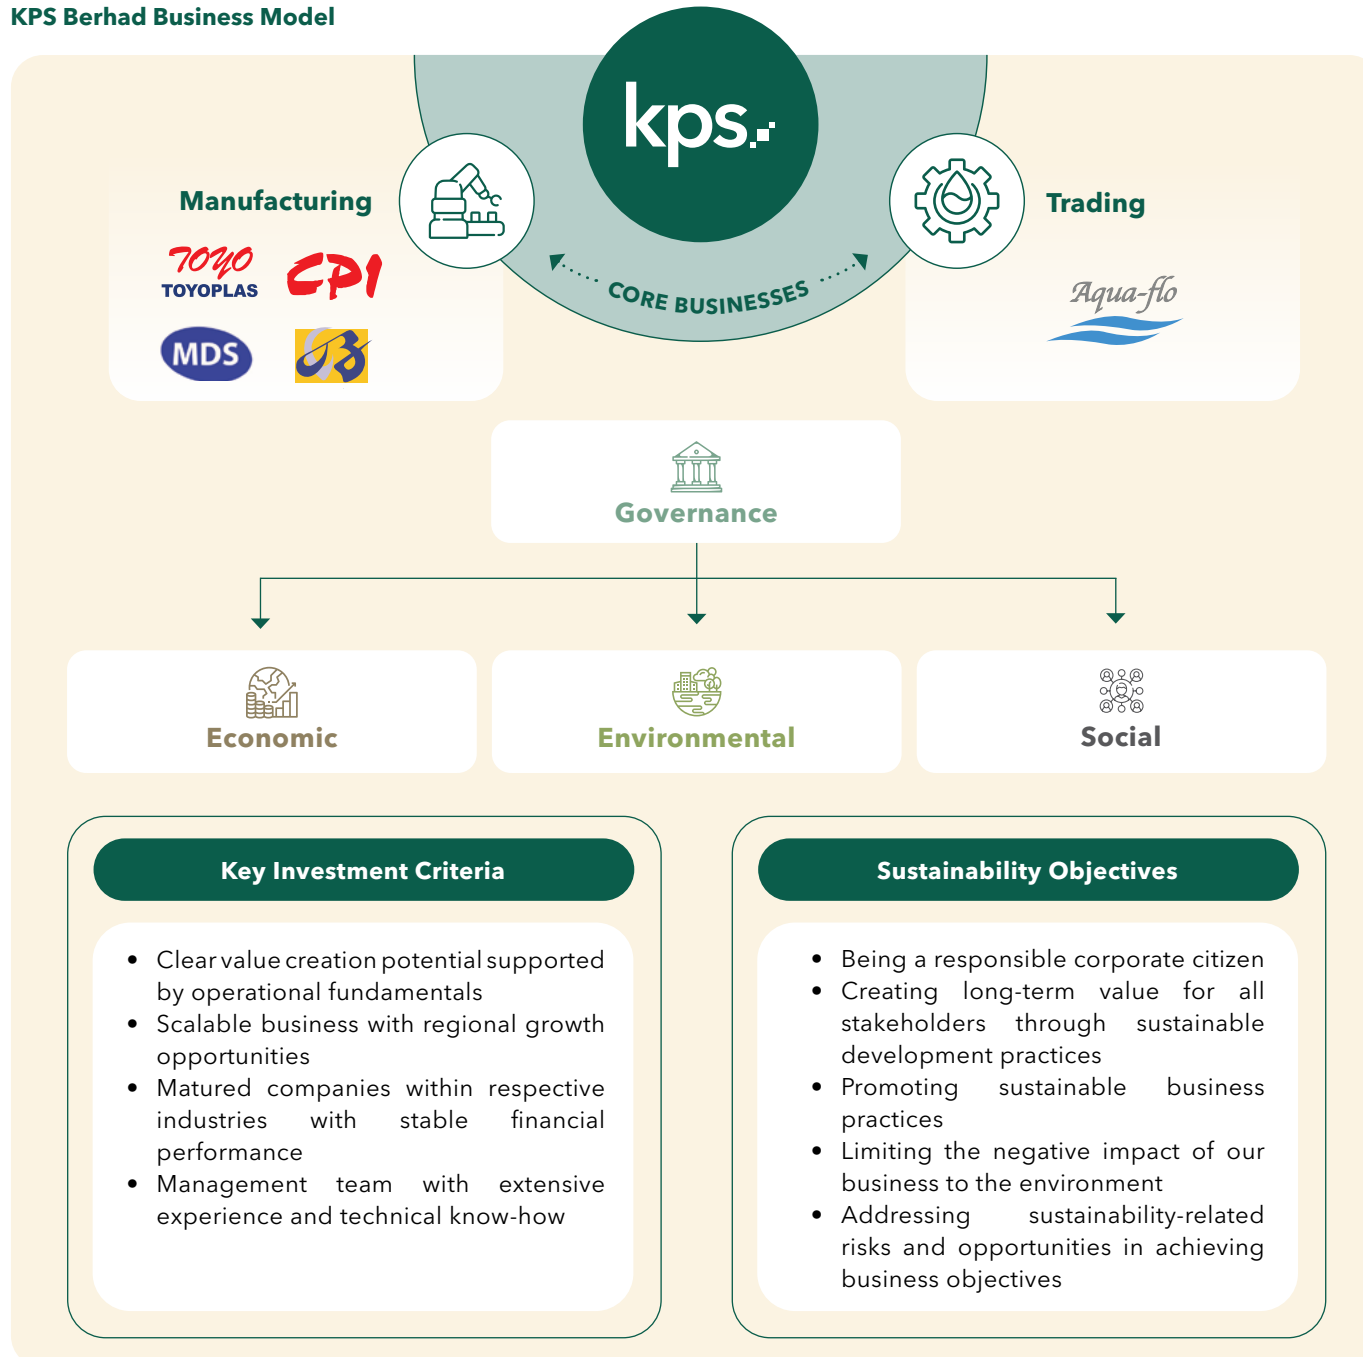 KPS Berhad Business Model
kps
Manufacturing
Trading
TOYO
TOYOPLAS
CPI
MDS
Aqua-flo
CORE BUSINESSES
Governance
Economic
Environmental
Social
Key Investment Criteria
• Clear value creation potential supported
by operational fundamentals
• Scalable business with regional growth
opportunities
• Matured companies within respective
industries with stable financial
performance
• Management team with extensive
experience and technical know-how
Sustainability Objectives
• Being a responsible corporate citizen
• Creating long-term value for all
stakeholders through sustainable
development practices
• Promoting sustainable business
practices
• Limiting the negative impact of our
business to the environment
• Addressing sustainability-related
risks and opportunities in achieving
business objectives